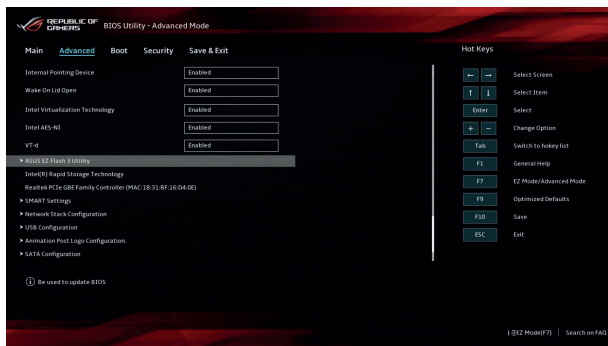 REPUBLIC OF
GAMERS
BIOS Utility - Advanced Mode
Main Advanced Boot Security Save & Exit
Hot Keys
Internal Pointing Device Enabled
Wake On Lid Open Enabled
Intel Virtualization Technology Enabled
Intel AES-NI Enabled
VT-d Enabled
> ASUS EZ Flash 3 Utility
Intel(R) Rapid Storage Technology
Realtek PCIe GBE Family Controller (MAC:18:31:BF:16:D4:0E)
> SMART Settings
> Network Stack Configuration
> USB Configuration
> Animation Post Logo Configuration.
> SATA Configuration
← → Select Screen
↑ ↓ Select Item
Enter Select
+ − Change Option
Tab Switch to hokey list
F1 General Help
F7 EZ Mode/Advanced Mode
F9 Optimized Defaults
F10 Save
ESC Exit
i Be used to update BIOS
EZ Mode(F7) | Search on FAQ